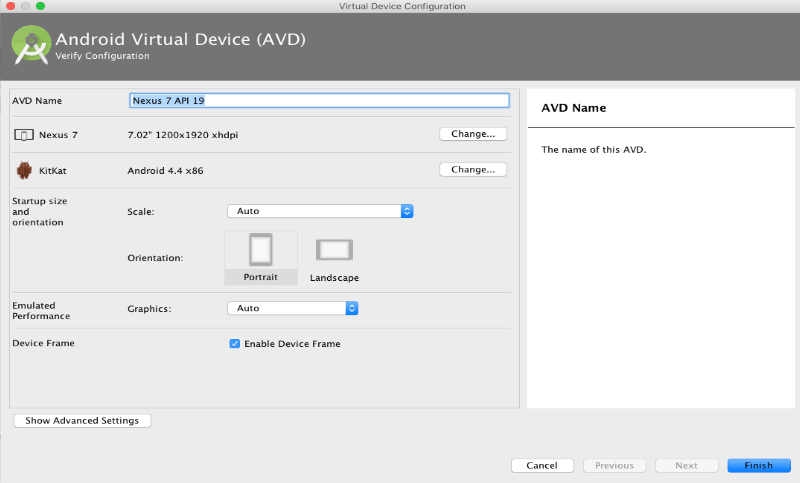 Virtual Device Configuration
Android Virtual Device (AVD)
Verify Configuration
AVD Name
Nexus 7 API 19
Nexus 7
7.02" 1200x1920 xhdpi
Change...
KitKat
Android 4.4 x86
Change...
Startup size
and
orientation
Scale:
Auto
Orientation:
Portrait
Landscape
Emulated
Performance
Graphics:
Auto
Device Frame
Enable Device Frame
Show Advanced Settings
AVD Name
The name of this AVD.
Cancel
Previous
Next
Finish